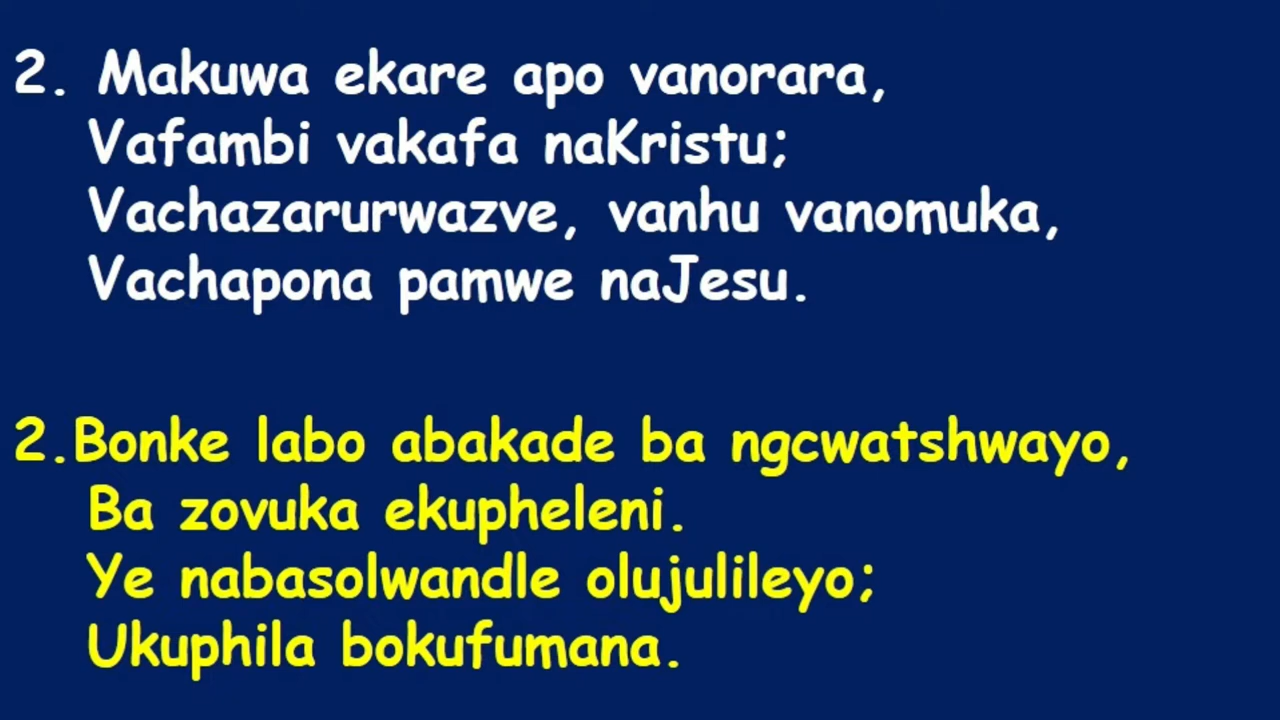 2. Makuwa ekare apo vanorara,
Vafambi vakafa naKristu;
Vachazarurwazve, vanhu vanomuka,
Vachapona pamwe naJesu.
2.Bonke labo abakade ba ngcwatshwayo,
Ba zovuka ekupheleni.
Ye nabasolwandle olujulileyo;
Ukuphila bokufumana.